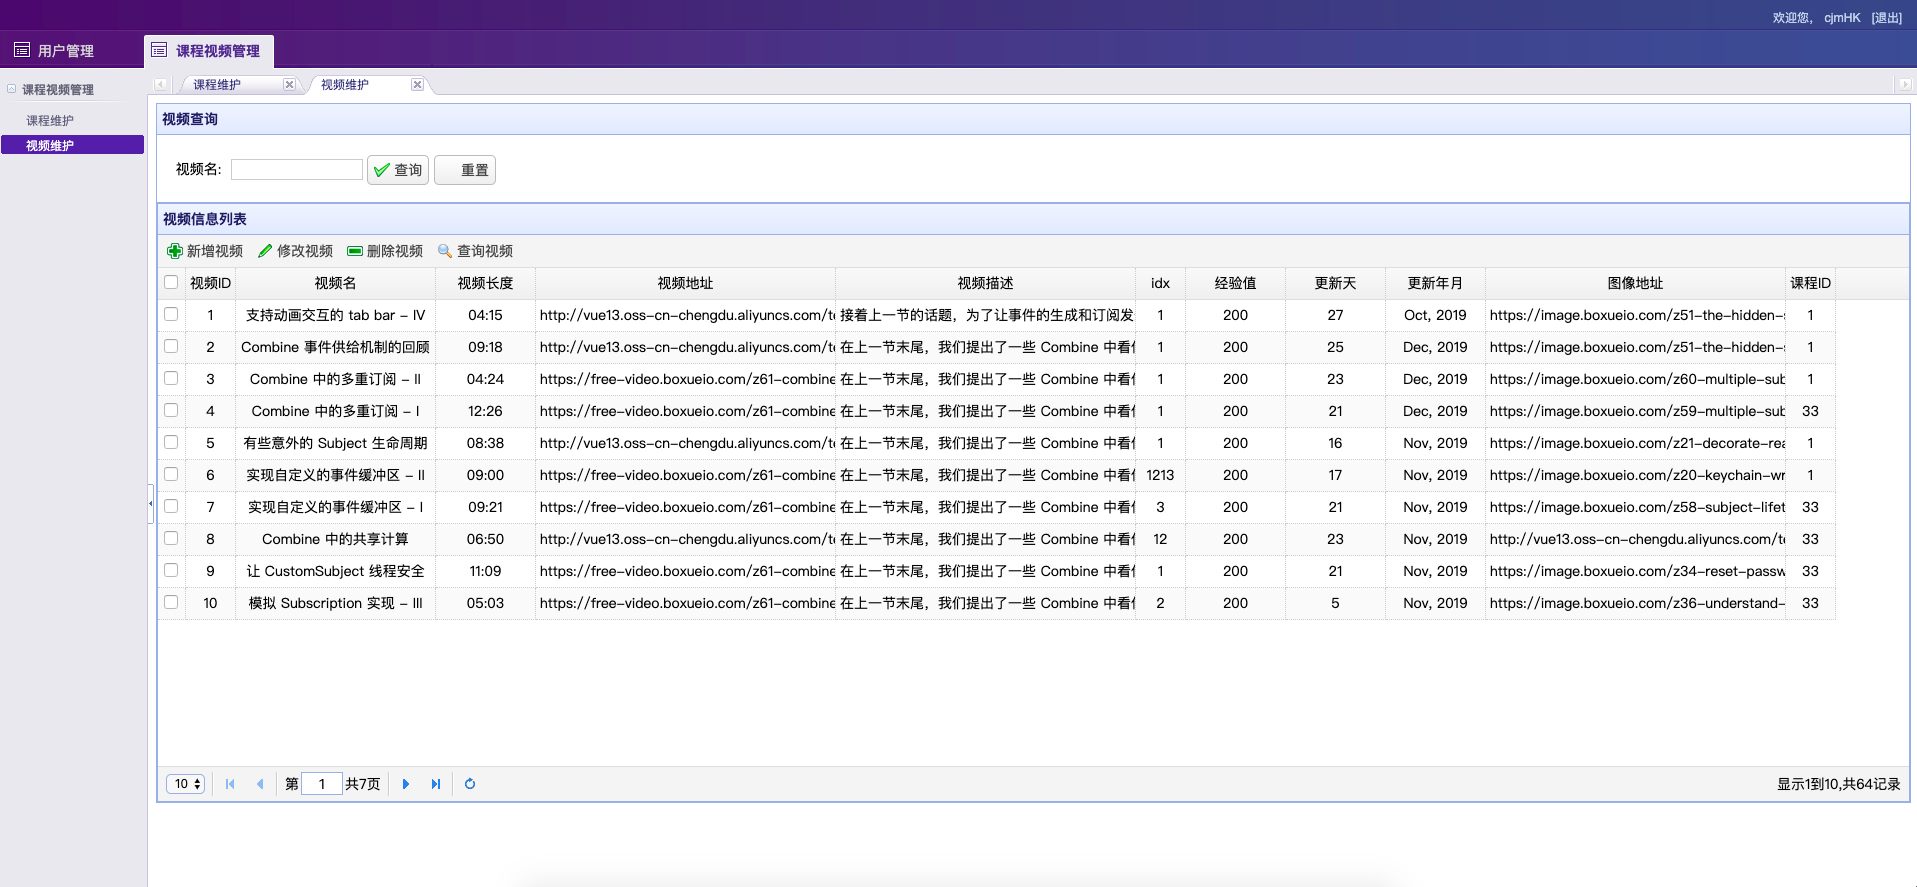 欢迎您， cjmHK [退出]
用户管理 课程视频管理
课程视频管理
课程维护
视频维护
课程维护 视频维护
视频查询
视频名: 查询 重置
视频信息列表
新增视频 修改视频 删除视频 查询视频
视频ID 视频名 视频长度 视频地址 视频描述 idx 经验值 更新天 更新年月 图像地址 课程ID
1 支持动画交互的 tab bar - IV 04:15 http://vue13.oss-cn-chengdu.aliyuncs.com/te 接着上一节的话题，为了让事件的生成和订阅发 1 200 27 Oct, 2019 https://image.boxueio.com/z51-the-hidden-s 1
2 Combine 事件供给机制的回顾 09:18 http://vue13.oss-cn-chengdu.aliyuncs.com/te 在上一节末尾，我们提出了一些 Combine 中看似 1 200 25 Dec, 2019 https://image.boxueio.com/z51-the-hidden-s 1
3 Combine 中的多重订阅 - II 04:24 https://free-video.boxueio.com/z61-combine 在上一节末尾，我们提出了一些 Combine 中看似 1 200 23 Dec, 2019 https://image.boxueio.com/z60-multiple-sub 1
4 Combine 中的多重订阅 - I 12:26 https://free-video.boxueio.com/z61-combine 在上一节末尾，我们提出了一些 Combine 中看似 1 200 21 Dec, 2019 https://image.boxueio.com/z59-multiple-sub 33
5 有些意外的 Subject 生命周期 08:38 http://vue13.oss-cn-chengdu.aliyuncs.com/te 在上一节末尾，我们提出了一些 Combine 中看似 1 200 16 Nov, 2019 https://image.boxueio.com/z21-decorate-rea 1
6 实现自定义的事件缓冲区 - II 09:00 https://free-video.boxueio.com/z61-combine 在上一节末尾，我们提出了一些 Combine 中看似 1213 200 17 Nov, 2019 https://image.boxueio.com/z20-keychain-wr 1
7 实现自定义的事件缓冲区 - I 09:21 https://free-video.boxueio.com/z61-combine 在上一节末尾，我们提出了一些 Combine 中看似 3 200 21 Nov, 2019 https://image.boxueio.com/z58-subject-lifet 33
8 Combine 中的共享计算 06:50 http://vue13.oss-cn-chengdu.aliyuncs.com/te 在上一节末尾，我们提出了一些 Combine 中看似 12 200 23 Nov, 2019 http://vue13.oss-cn-chengdu.aliyuncs.com/te 33
9 让 CustomSubject 线程安全 11:09 https://free-video.boxueio.com/z61-combine 在上一节末尾，我们提出了一些 Combine 中看似 1 200 21 Nov, 2019 https://image.boxueio.com/z34-reset-passw 33
10 模拟 Subscription 实现 - III 05:03 https://free-video.boxueio.com/z61-combine 在上一节末尾，我们提出了一些 Combine 中看似 2 200 5 Nov, 2019 https://image.boxueio.com/z36-understand- 33
10 第 1 共7页 显示1到10,共64记录